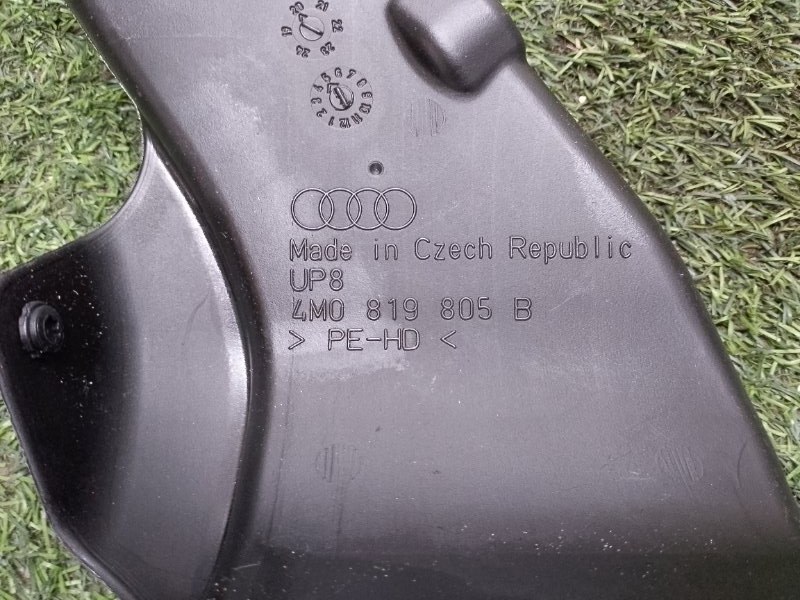 Made in Czech Republic
UP8
4M0 819 805 B
> PE-HD <